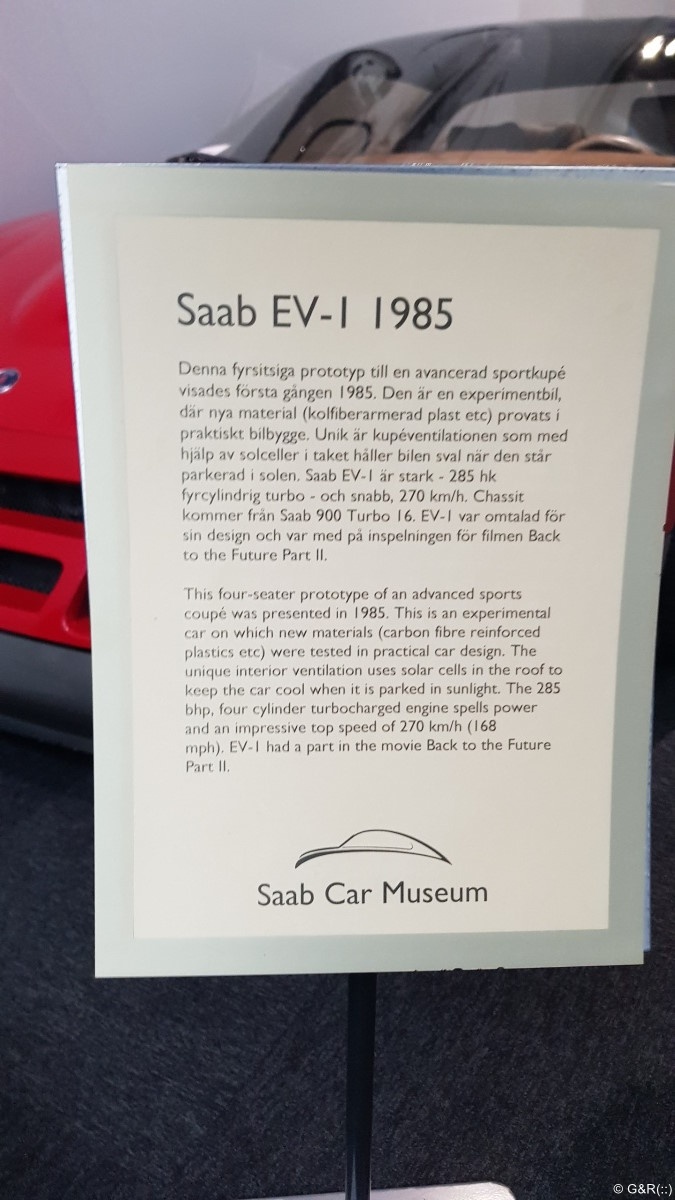 Saab EV-1 1985
Denna fyrsitsiga prototyp till en avancerad sportkupé
visades första gången 1985. Den är en experimentbil,
där nya material (kolfiberarmerad plast etc) provats i
praktiskt bilbygge. Unik är kupéventilationen som med
hjälp av solceller i taket håller bilen sval när den står
parkerad i solen. Saab EV-1 är stark - 285 hk
fyrcylindrig turbo - och snabb, 270 km/h. Chassit
kommer från Saab 900 Turbo 16. EV-1 var omtalad för
sin design och var med på inspelningen för filmen Back
to the Future Part II.
This four-seater prototype of an advanced sports
coupé was presented in 1985. This is an experimental
car on which new materials (carbon fibre reinforced
plastics etc) were tested in practical car design. The
unique interior ventilation uses solar cells in the roof to
keep the car cool when it is parked in sunlight. The 285
bhp, four cylinder turbocharged engine spells power
and an impressive top speed of 270 km/h (168
mph). EV-1 had a part in the movie Back to the Future
Part II.
Saab Car Museum
© G&R(::)